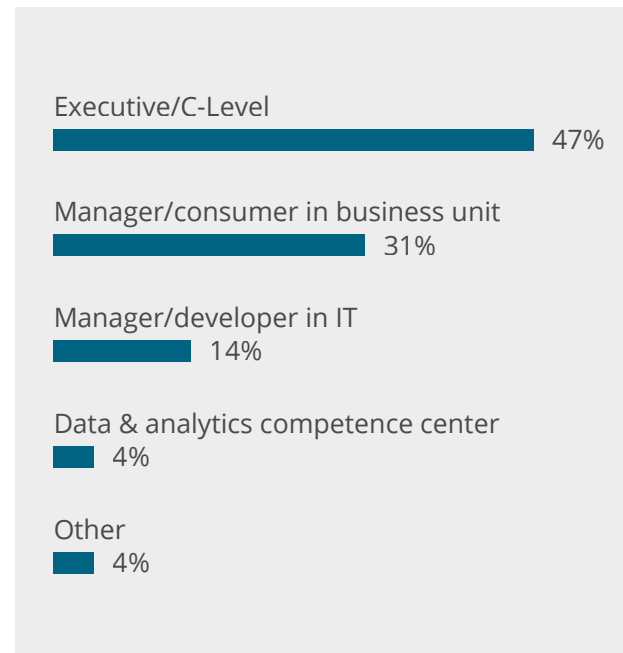 Executive/C-Level
47%
Manager/consumer in business unit
31%
Manager/developer in IT
14%
Data & analytics competence center
4%
Other
4%